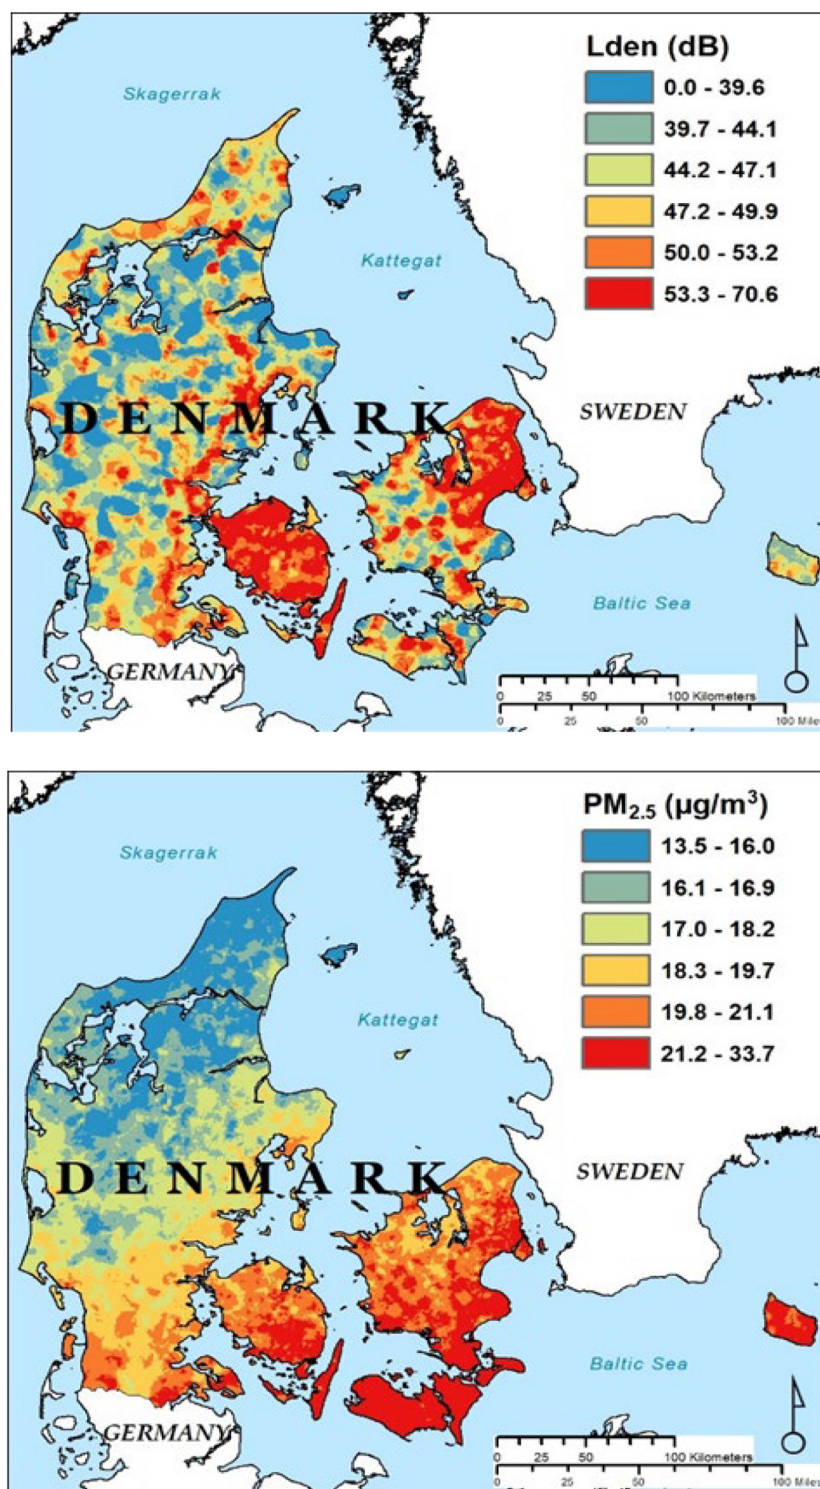 Lden (dB)
0.0 - 39.6
39.7 - 44.1
44.2 - 47.1
47.2 - 49.9
50.0 - 53.2
53.3 - 70.6
Skagerrak
Kattegat
DENMARK
SWEDEN
Baltic Sea
GERMANY
0 25 50 100 Kilometers
0 25 50 100 Miles
PM2.5 (µg/m³)
13.5 - 16.0
16.1 - 16.9
17.0 - 18.2
18.3 - 19.7
19.8 - 21.1
21.2 - 33.7
Skagerrak
Kattegat
DENMARK
SWEDEN
Baltic Sea
GERMANY
0 25 50 100 Kilometers
0 25 50 100 Miles